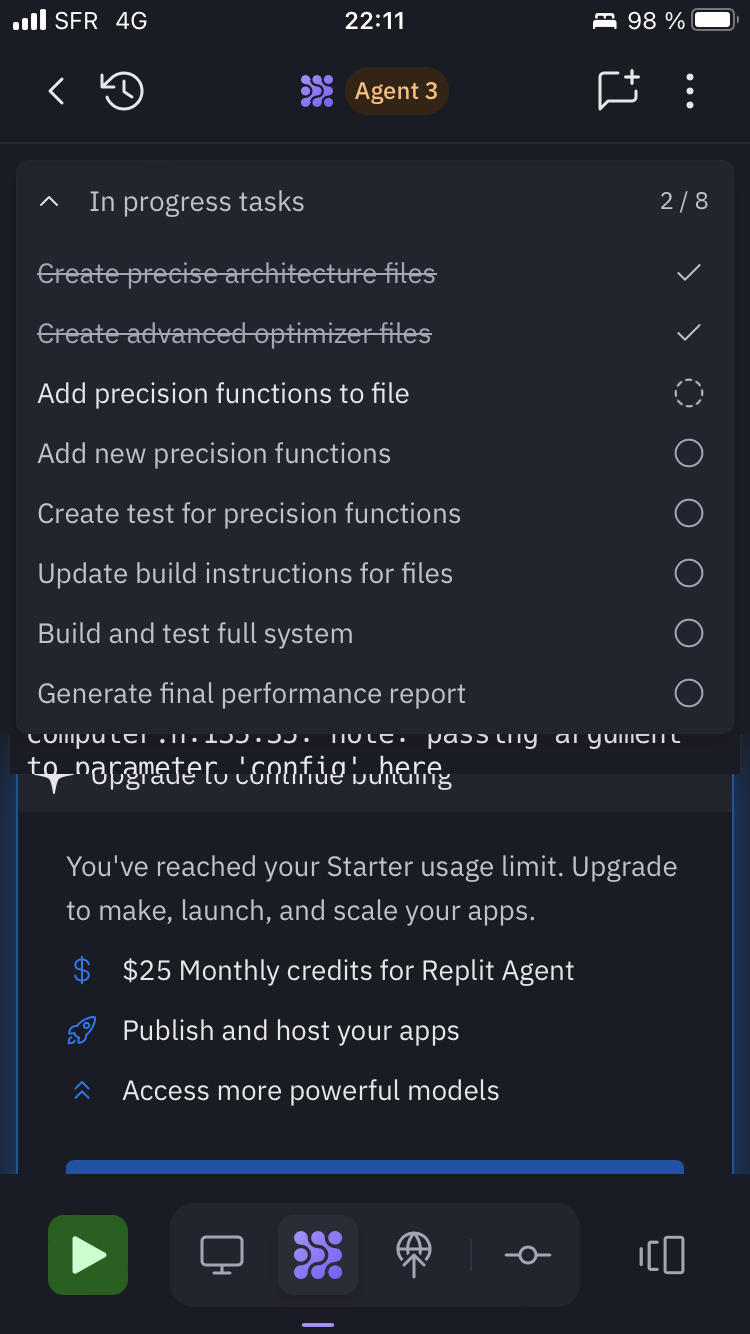 SFR 4G 22:11 98 %
Agent 3
In progress tasks 2 / 8
Create precise architecture files
Create advanced optimizer files
Add precision functions to file
Add new precision functions
Create test for precision functions
Update build instructions for files
Build and test full system
Generate final performance report
computer.h:135:35: note: passing argument
to parameter 'config' here
Upgrade to continue building
You've reached your Starter usage limit. Upgrade
to make, launch, and scale your apps.
$25 Monthly credits for Replit Agent
Publish and host your apps
Access more powerful models